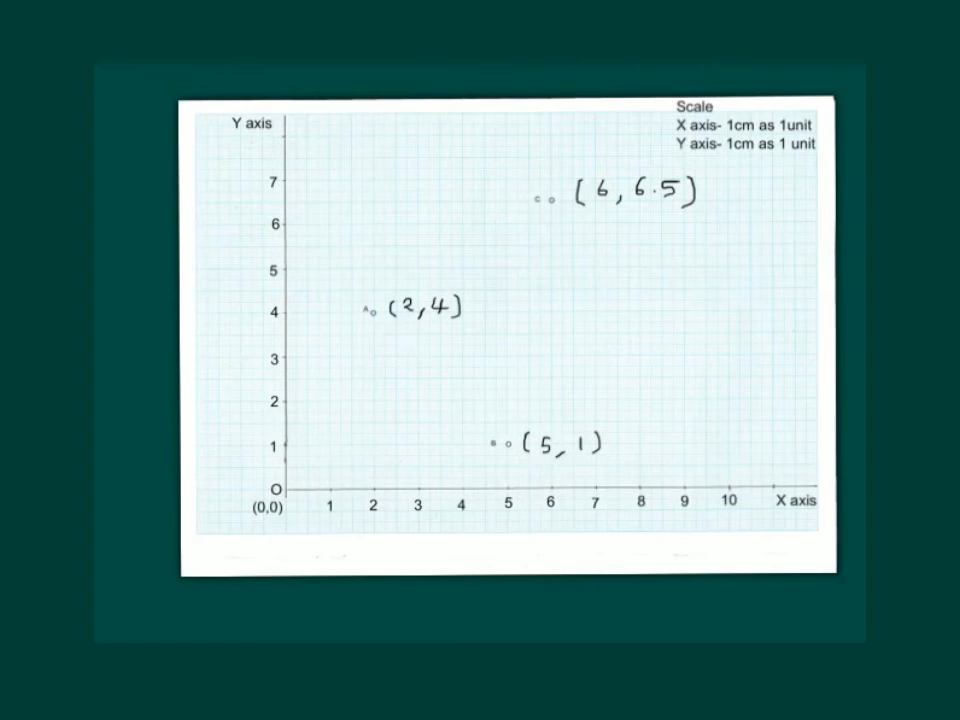 Scale
Y axis
X axis- 1cm as 1unit
Y axis- 1cm as 1 unit
7
C (6, 6.5)
6
5
A (2,4)
4
3
2
B (5, 1)
1
O
(0,0)
1 2 3 4 5 6 7 8 9 10 X axis